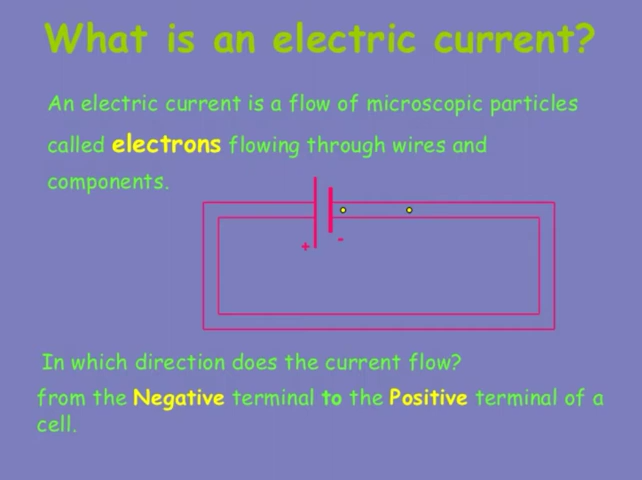 What is an electric current?
An electric current is a flow of microscopic particles
called electrons flowing through wires and
components.
+ -
In which direction does the current flow?
from the Negative terminal to the Positive terminal of a
cell.